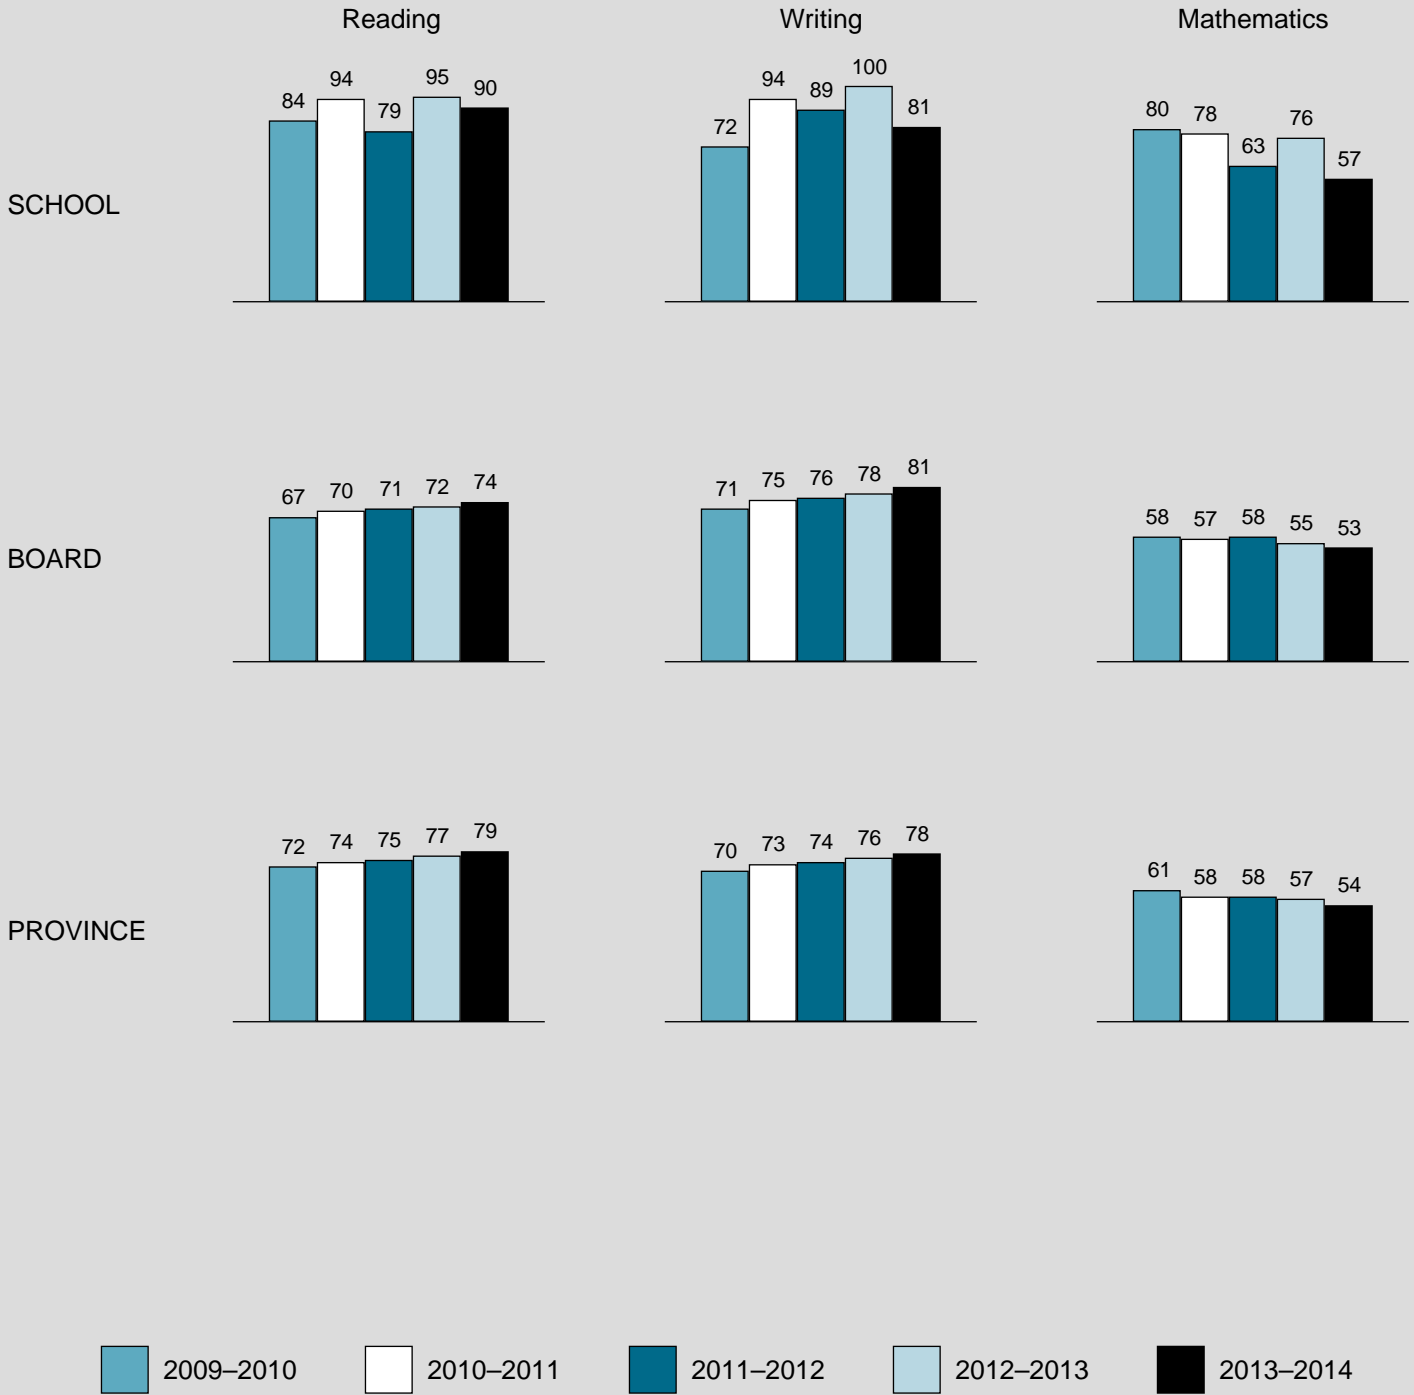 Reading Writing Mathematics
SCHOOL
84 94 79 95 90
72 94 89 100 81
80 78 63 76 57
BOARD
67 70 71 72 74
71 75 76 78 81
58 57 58 55 53
PROVINCE
72 74 75 77 79
70 73 74 76 78
61 58 58 57 54
2009–2010 2010–2011 2011–2012 2012–2013 2013–2014